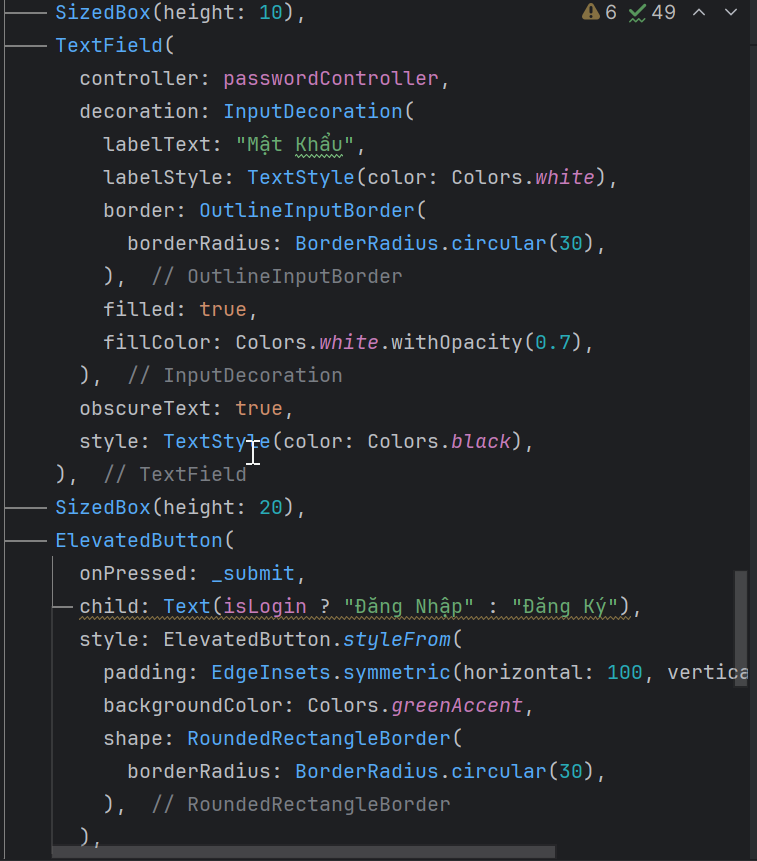 SizedBox(height: 10),
6 49
TextField(
controller: passwordController,
decoration: InputDecoration(
labelText: "Mật Khẩu",
labelStyle: TextStyle(color: Colors.white),
border: OutlineInputBorder(
borderRadius: BorderRadius.circular(30),
), // OutlineInputBorder
filled: true,
fillColor: Colors.white.withOpacity(0.7),
), // InputDecoration
obscureText: true,
style: TextStyle(color: Colors.black),
), // TextField
SizedBox(height: 20),
ElevatedButton(
onPressed: _submit,
child: Text(isLogin ? "Đăng Nhập" : "Đăng Ký"),
style: ElevatedButton.styleFrom(
padding: EdgeInsets.symmetric(horizontal: 100, vertica
backgroundColor: Colors.greenAccent,
shape: RoundedRectangleBorder(
borderRadius: BorderRadius.circular(30),
), // RoundedRectangleBorder
),